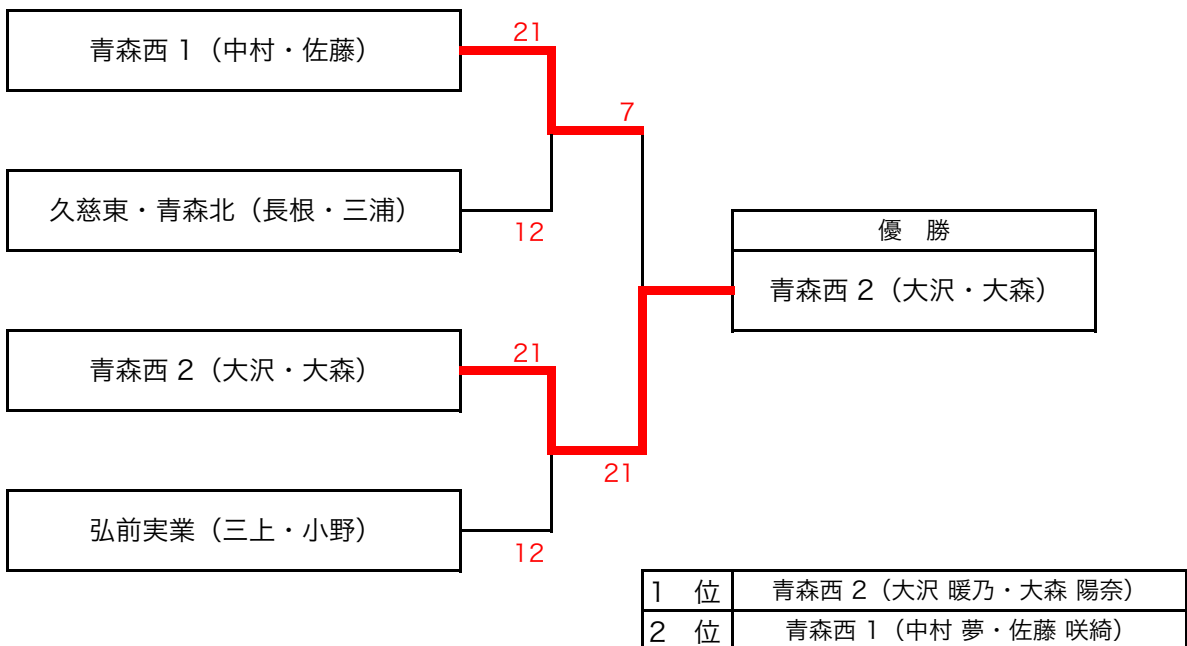 青森西 1（中村・佐藤）
21
7
久慈東・青森北（長根・三浦）
12
優 勝
青森西 2（大沢・大森）
青森西 2（大沢・大森）
21
21
弘前実業（三上・小野）
12
1 位 青森西 2（大沢 暖乃・大森 陽奈）
2 位 青森西 1（中村 夢・佐藤 咲綺）